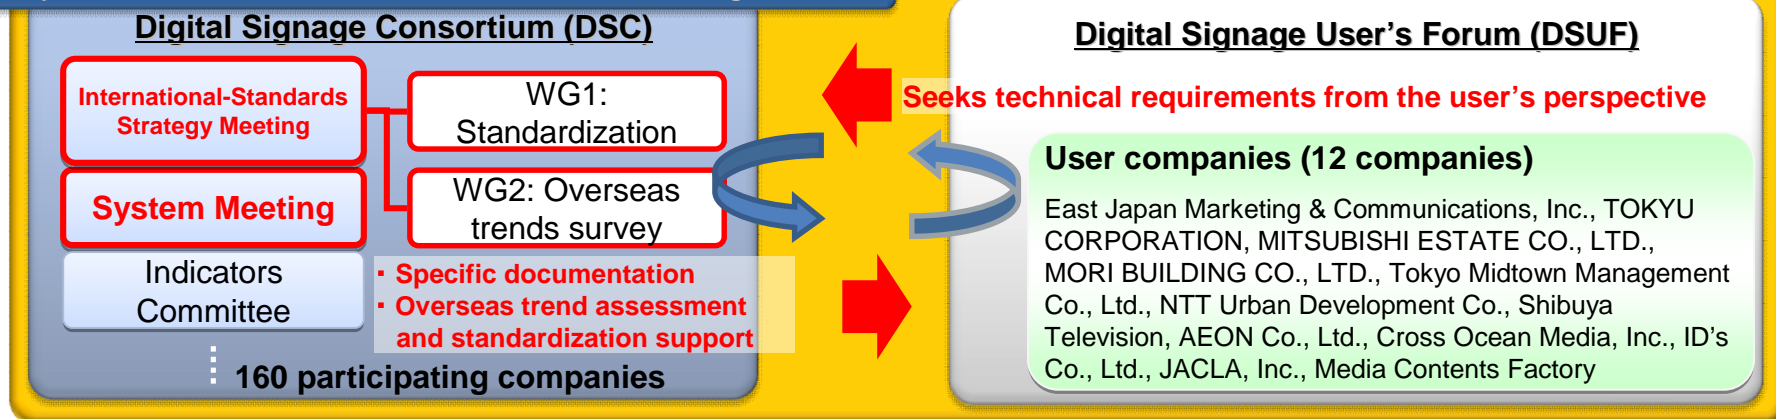 Digital Signage Consortium (DSC)
International-Standards
Strategy Meeting
WG1:
Standardization
System Meeting
WG2: Overseas
trends survey
Indicators
Committee
・Specific documentation
・Overseas trend assessment
and standardization support
160 participating companies
Digital Signage User’s Forum (DSUF)
Seeks technical requirements from the user’s perspective
User companies (12 companies)
East Japan Marketing & Communications, Inc., TOKYU
CORPORATION, MITSUBISHI ESTATE CO., LTD.,
MORI BUILDING CO., LTD., Tokyo Midtown Management
Co., Ltd., NTT Urban Development Co., Shibuya
Television, AEON Co., Ltd., Cross Ocean Media, Inc., ID’s
Co., Ltd., JACLA, Inc., Media Contents Factory